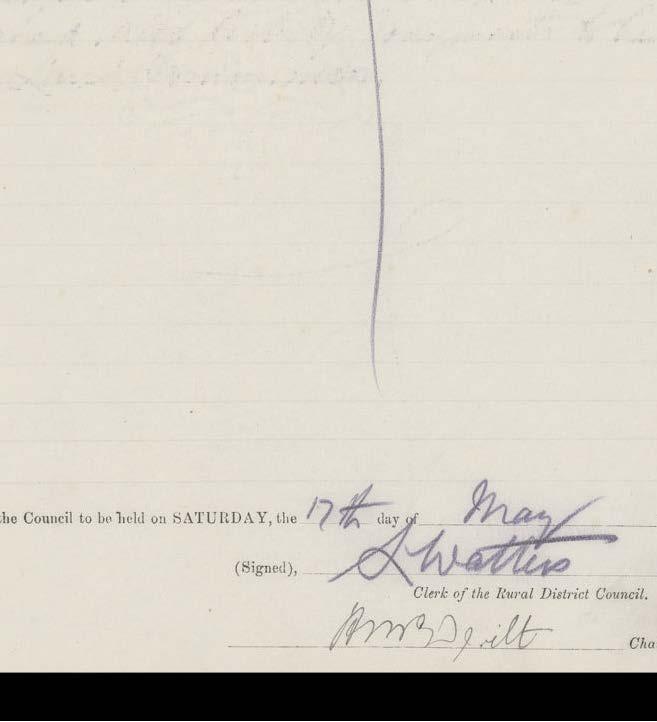 the Council to be held on SATURDAY, the 17th day of May
(Signed), L Watters
Clerk of the Rural District Council.
Cha